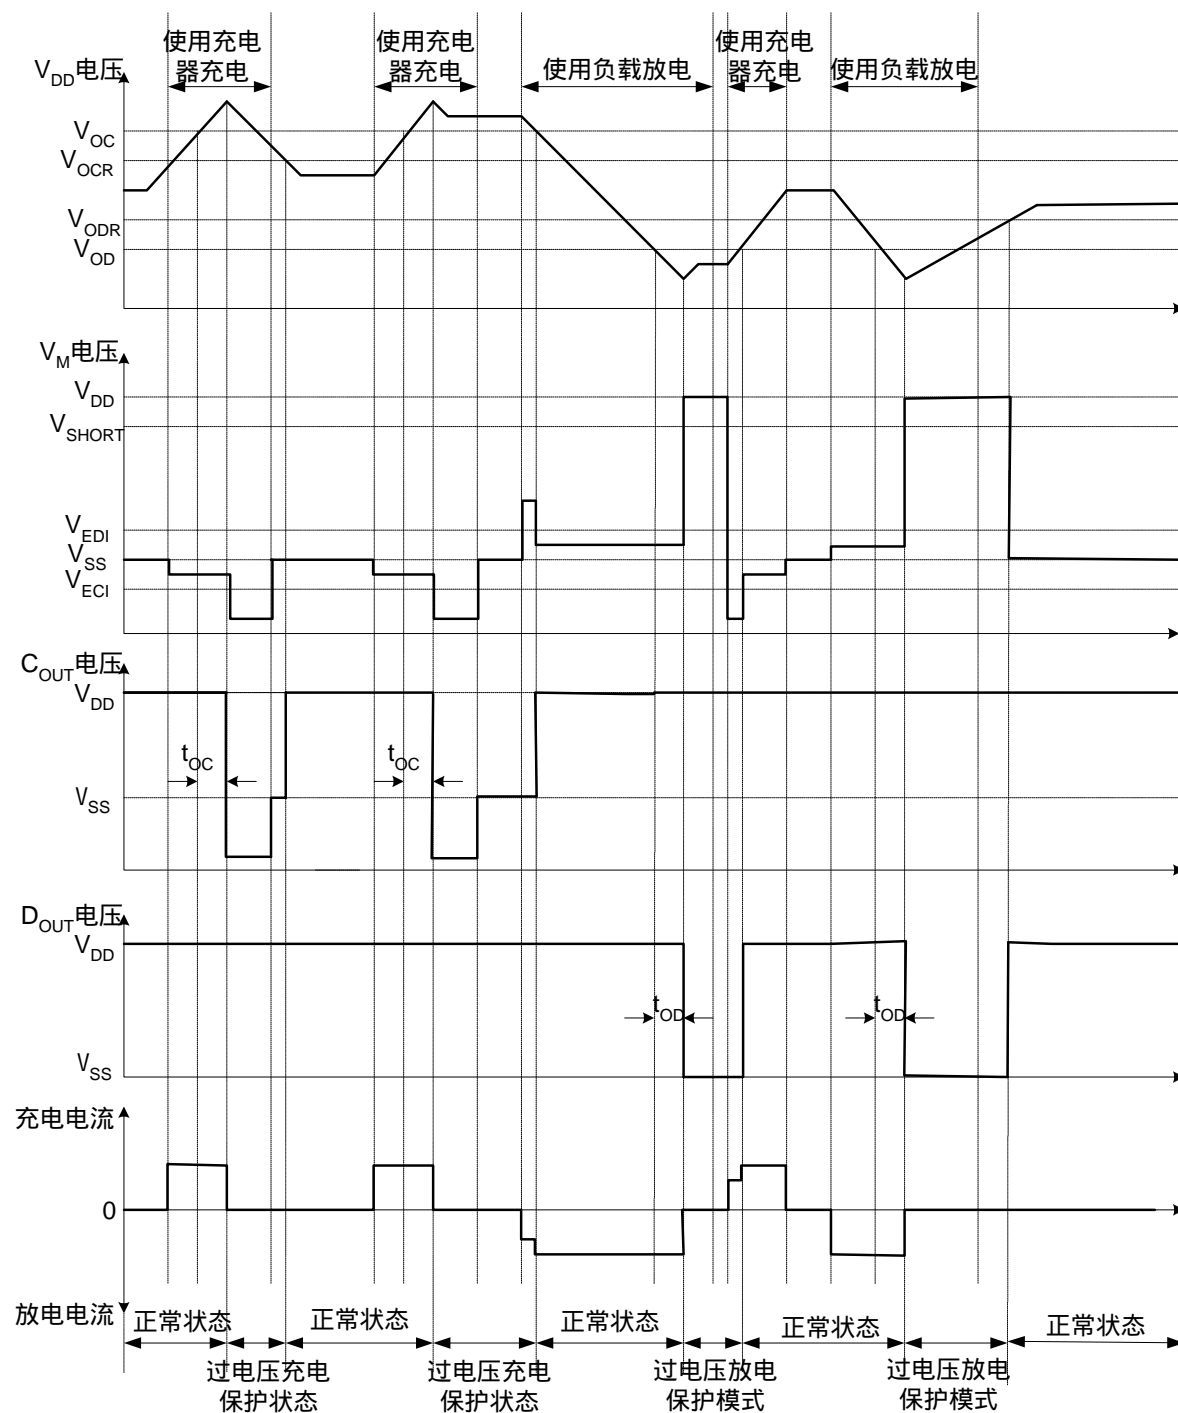 使用充电
器充电
使用充电
器充电
使用负载放电
使用充电
器充电
使用负载放电
VDD电压
VOC
VOCR
VODR
VOD
VM电压
VDD
VSHORT
VEDI
VSS
VECI
COUT电压
VDD
tOC
tOC
VSS
DOUT电压
VDD
tOD
tOD
VSS
充电电流
0
放电电流
正常状态
正常状态
正常状态
正常状态
正常状态
过电压充电
保护状态
过电压充电
保护状态
过电压放电
保护模式
过电压放电
保护模式